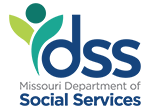 dss
Missouri Department of
Social Services